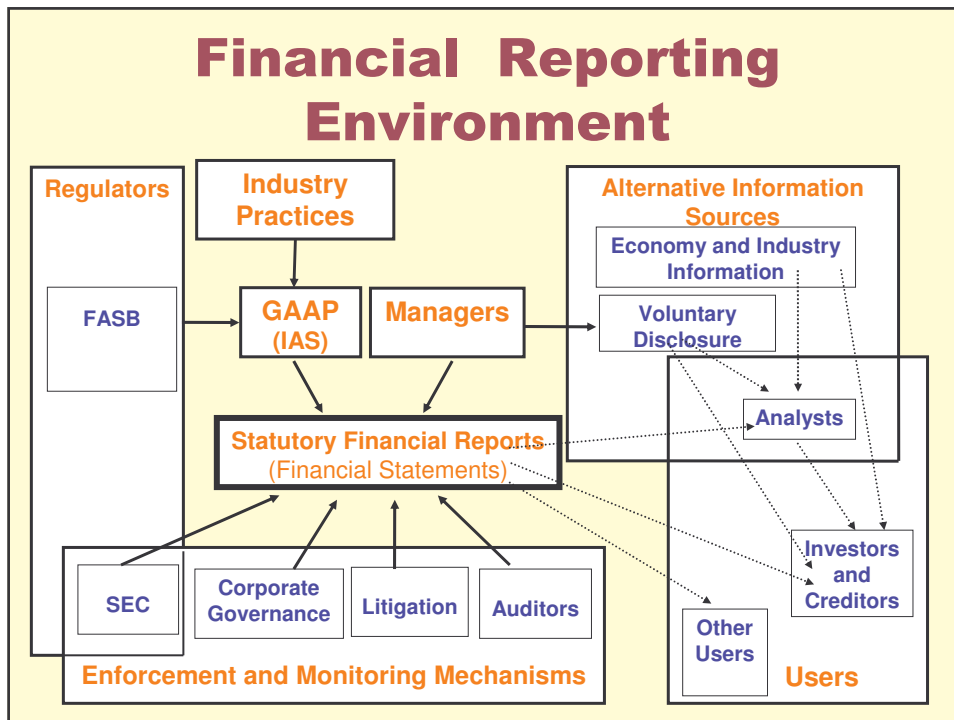 Financial Reporting
Environment
Regulators
Industry
Practices
Alternative Information
Sources
Economy and Industry
Information
FASB
GAAP
(IAS)
Managers
Voluntary
Disclosure
Analysts
Statutory Financial Reports
(Financial Statements)
Investors
and
Creditors
SEC
Corporate
Governance
Litigation
Auditors
Other
Users
Enforcement and Monitoring Mechanisms
Users